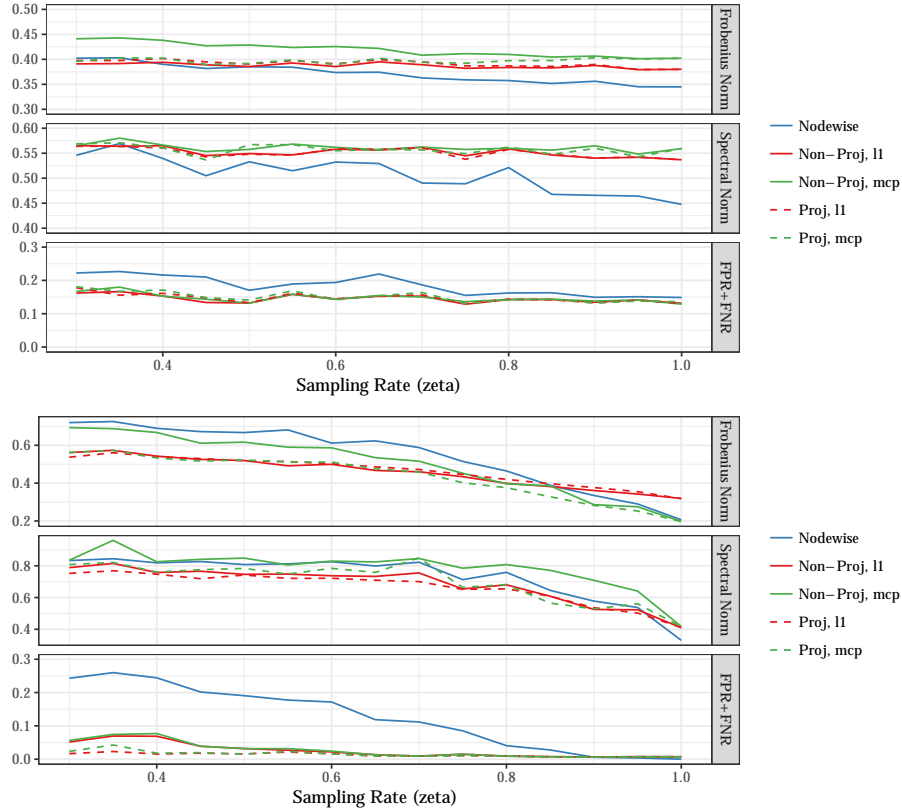 0.50
0.45
0.40
0.35
0.30
Frobenius Norm
0.60
0.55
0.50
0.45
0.40
Spectral Norm
0.3
0.2
0.1
0.0
FPR+FNR
0.4 0.6 0.8 1.0
Sampling Rate (zeta)
Nodewise
Non-Proj, l1
Non-Proj, mcp
Proj, l1
Proj, mcp
0.6
0.4
0.2
Frobenius Norm
0.8
0.6
0.4
Spectral Norm
0.3
0.2
0.1
0.0
FPR+FNR
0.4 0.6 0.8 1.0
Sampling Rate (zeta)
Nodewise
Non-Proj, l1
Non-Proj, mcp
Proj, l1
Proj, mcp